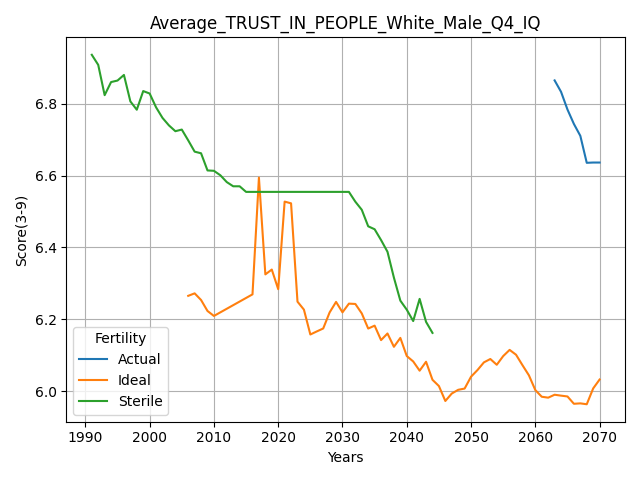 Average_TRUST_IN_PEOPLE_White_Male_Q4_IQ
Score(3-9)
6.8
6.6
6.4
6.2
6.0
Fertility
Actual
Ideal
Sterile
1990 2000 2010 2020 2030 2040 2050 2060 2070
Years